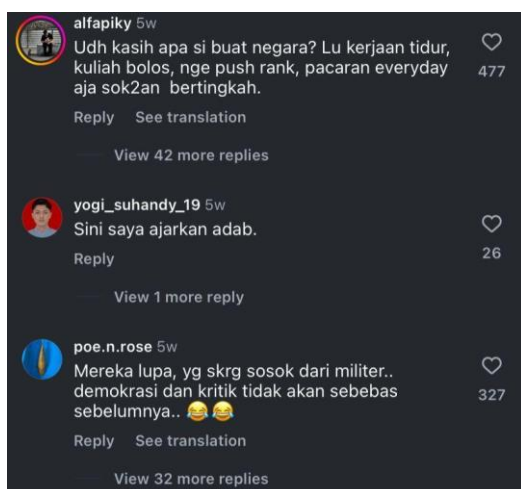 alfapiky 5w
Udh kasih apa si buat negara? Lu kerjaan tidur,
kuliah bolos, nge push rank, pacaran everyday
aja sok2an bertingkah.
477
Reply See translation
View 42 more replies
yogi_suhandy_19 5w
Sini saya ajarkan adab.
26
Reply
View 1 more reply
poe.n.rose 5w
Mereka lupa, yg skrg sosok dari militer..
demokrasi dan kritik tidak akan sebebas
sebelumnya.. 😂😂
327
Reply See translation
View 32 more replies